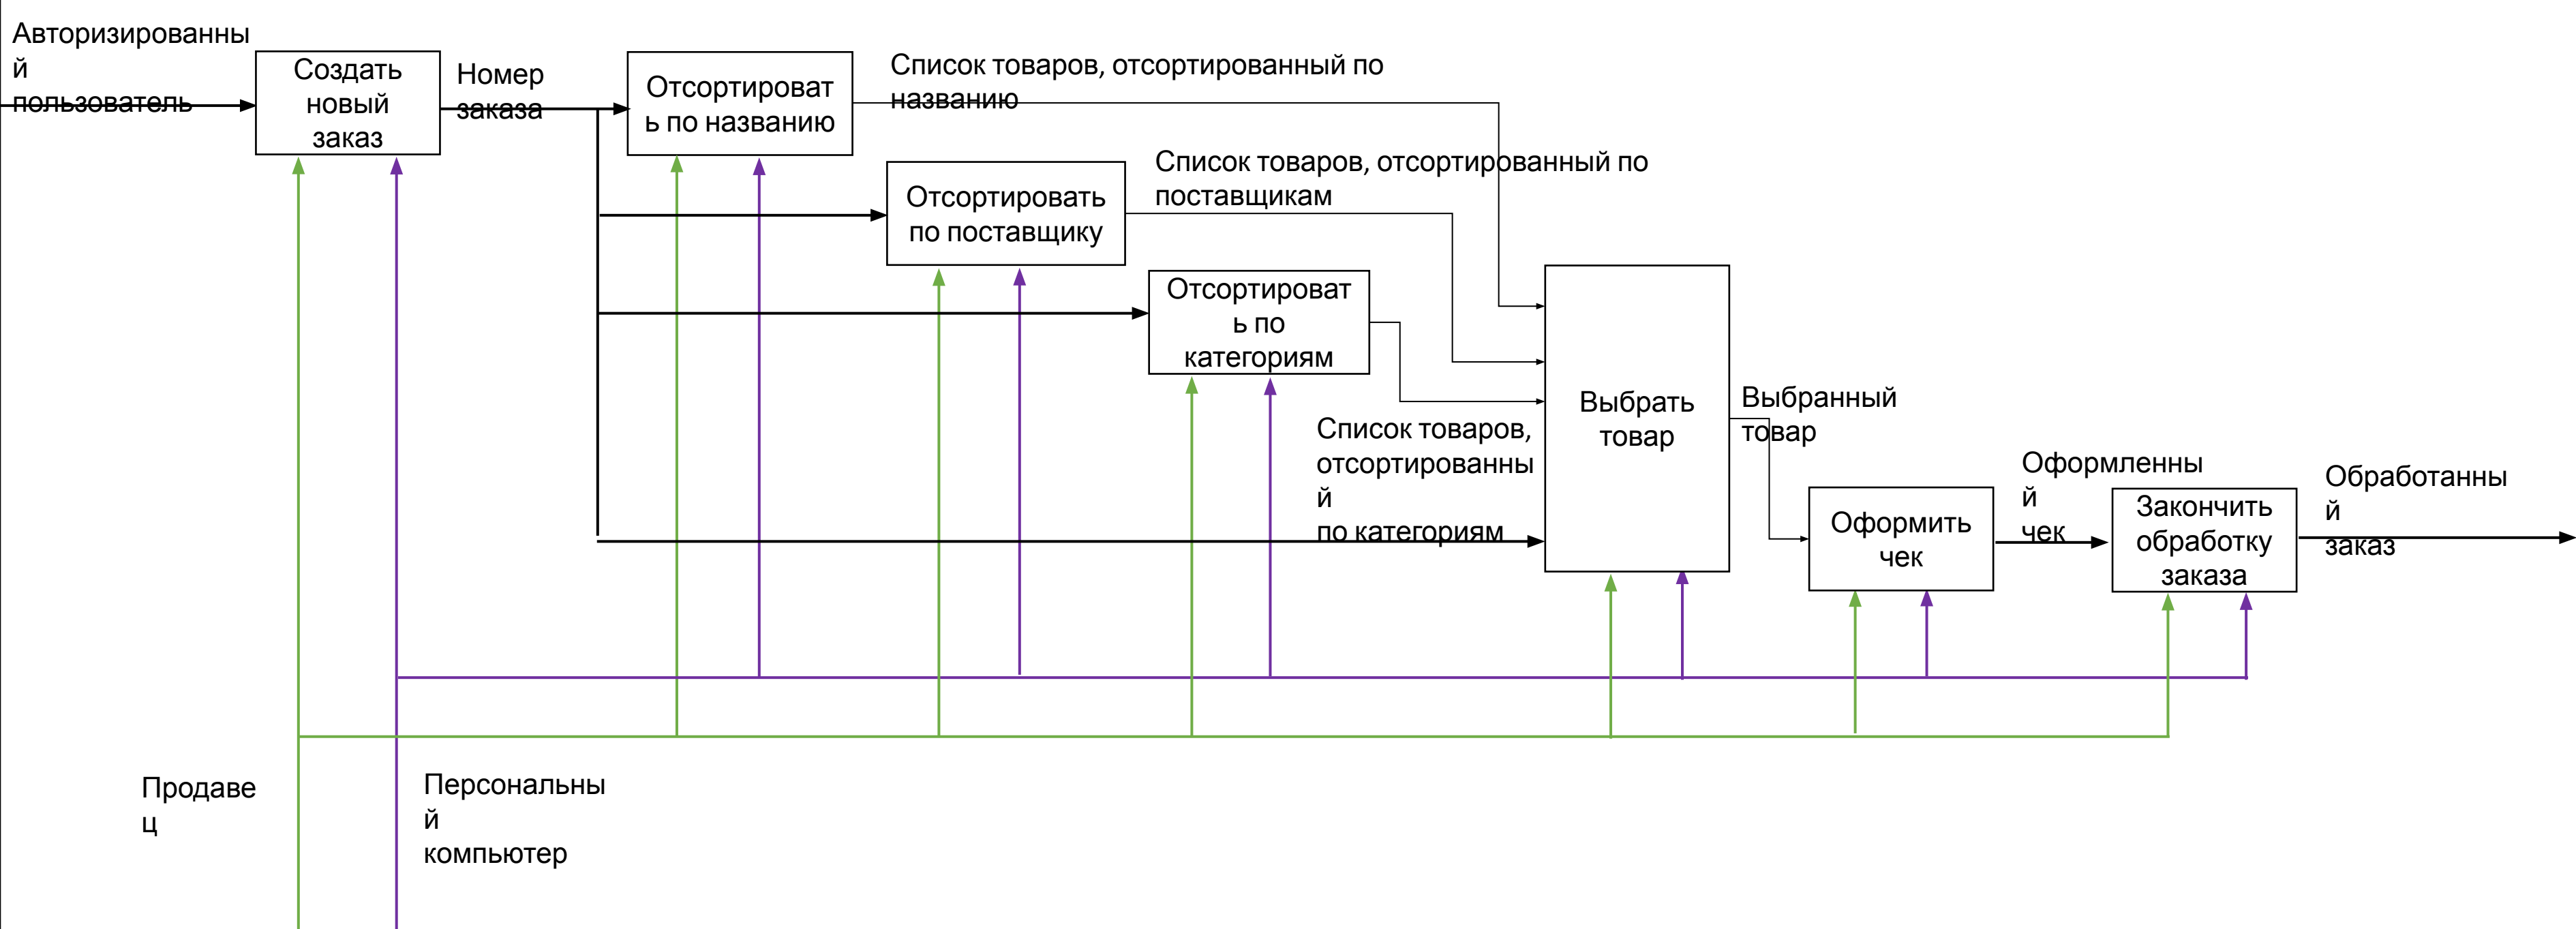 Авторизированны
й
пользователь
Создать
новый
заказ
Номер
заказа
Отсортироват
ь по названию
Список товаров, отсортированный по
названию
Отсортировать
по поставщику
Список товаров, отсортированный по
поставщикам
Отсортироват
ь по
категориям
Список товаров,
отсортированны
й
по категориям
Выбрать
товар
Выбранный
товар
Оформить
чек
Оформленны
й
чек
Закончить
обработку
заказа
Обработанны
й
заказ
Продаве
ц
Персональны
й
компьютер